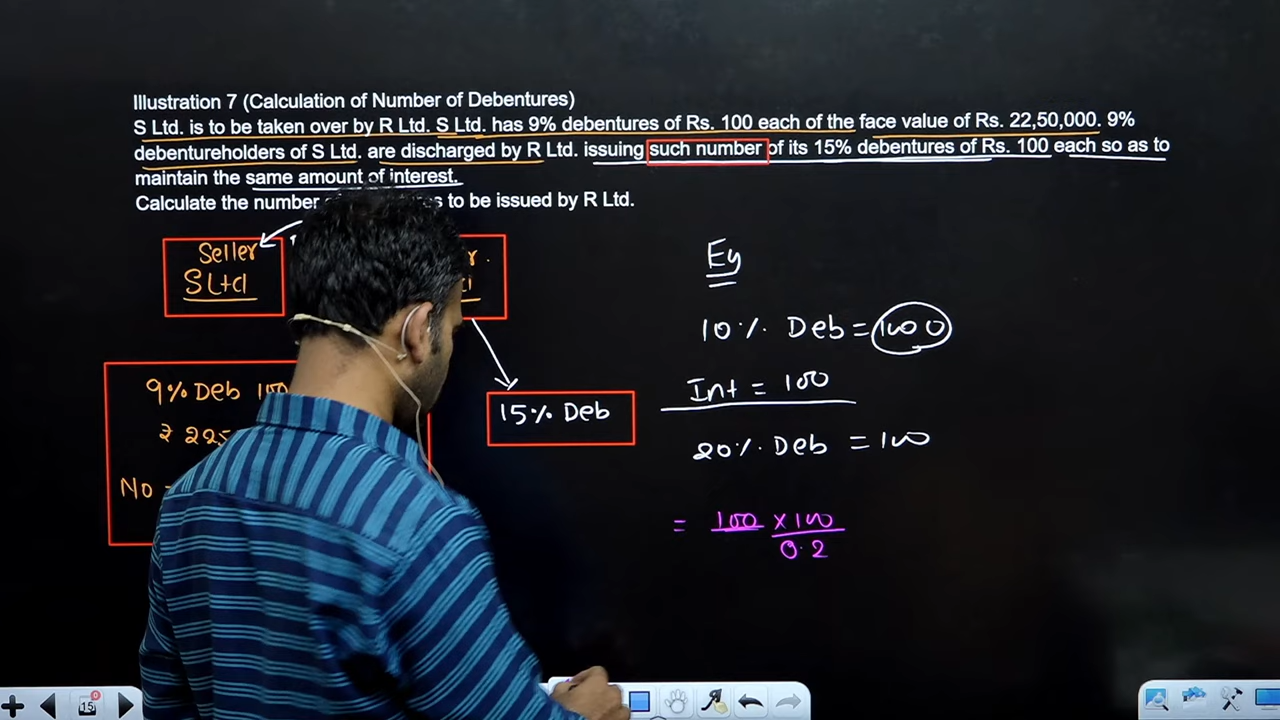 Illustration 7 (Calculation of Number of Debentures)
S Ltd. is to be taken over by R Ltd. S Ltd. has 9% debentures of Rs. 100 each of the face value of Rs. 22,50,000. 9%
debentureholders of S Ltd. are discharged by R Ltd. issuing such number of its 15% debentures of Rs. 100 each so as to
maintain the same amount of interest.
Calculate the number to be issued by R Ltd.
Seller
S Ltd
9% Deb 100
₹ 225
No =
15% Deb
Eg
10% Deb = 1000
Int = 100
20% Deb = 100
= 100 × 100
0.2
15
0